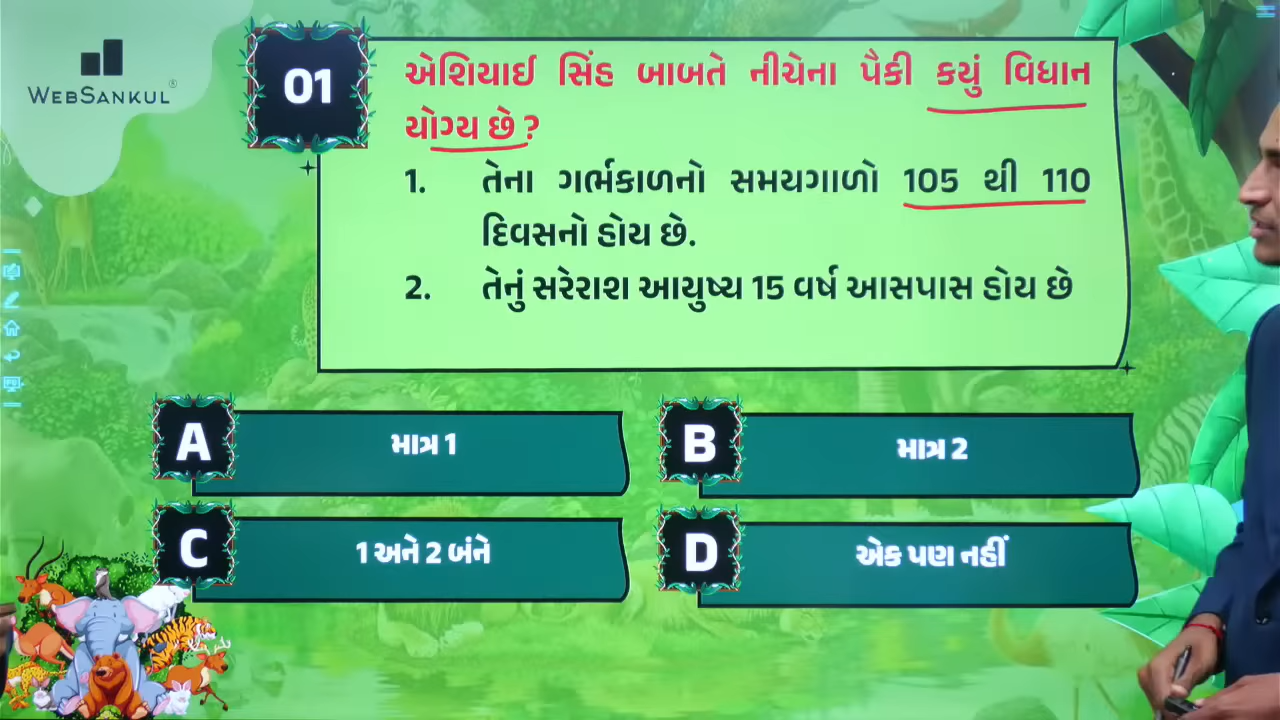 WEBSANKUL®
01
એશિયાઈ સિંહ બાબતે નીચેના પૈકી કયું વિધાન
યોગ્ય છે ?
1. તેના ગર્ભકાળનો સમયગાળો 105 થી 110
દિવસનો હોય છે.
2. તેનું સરેરાશ આયુષ્ય 15 વર્ષ આસપાસ હોય છે
A માત્ર 1
B માત્ર 2
C 1 અને 2 બંને
D એક પણ નહીં